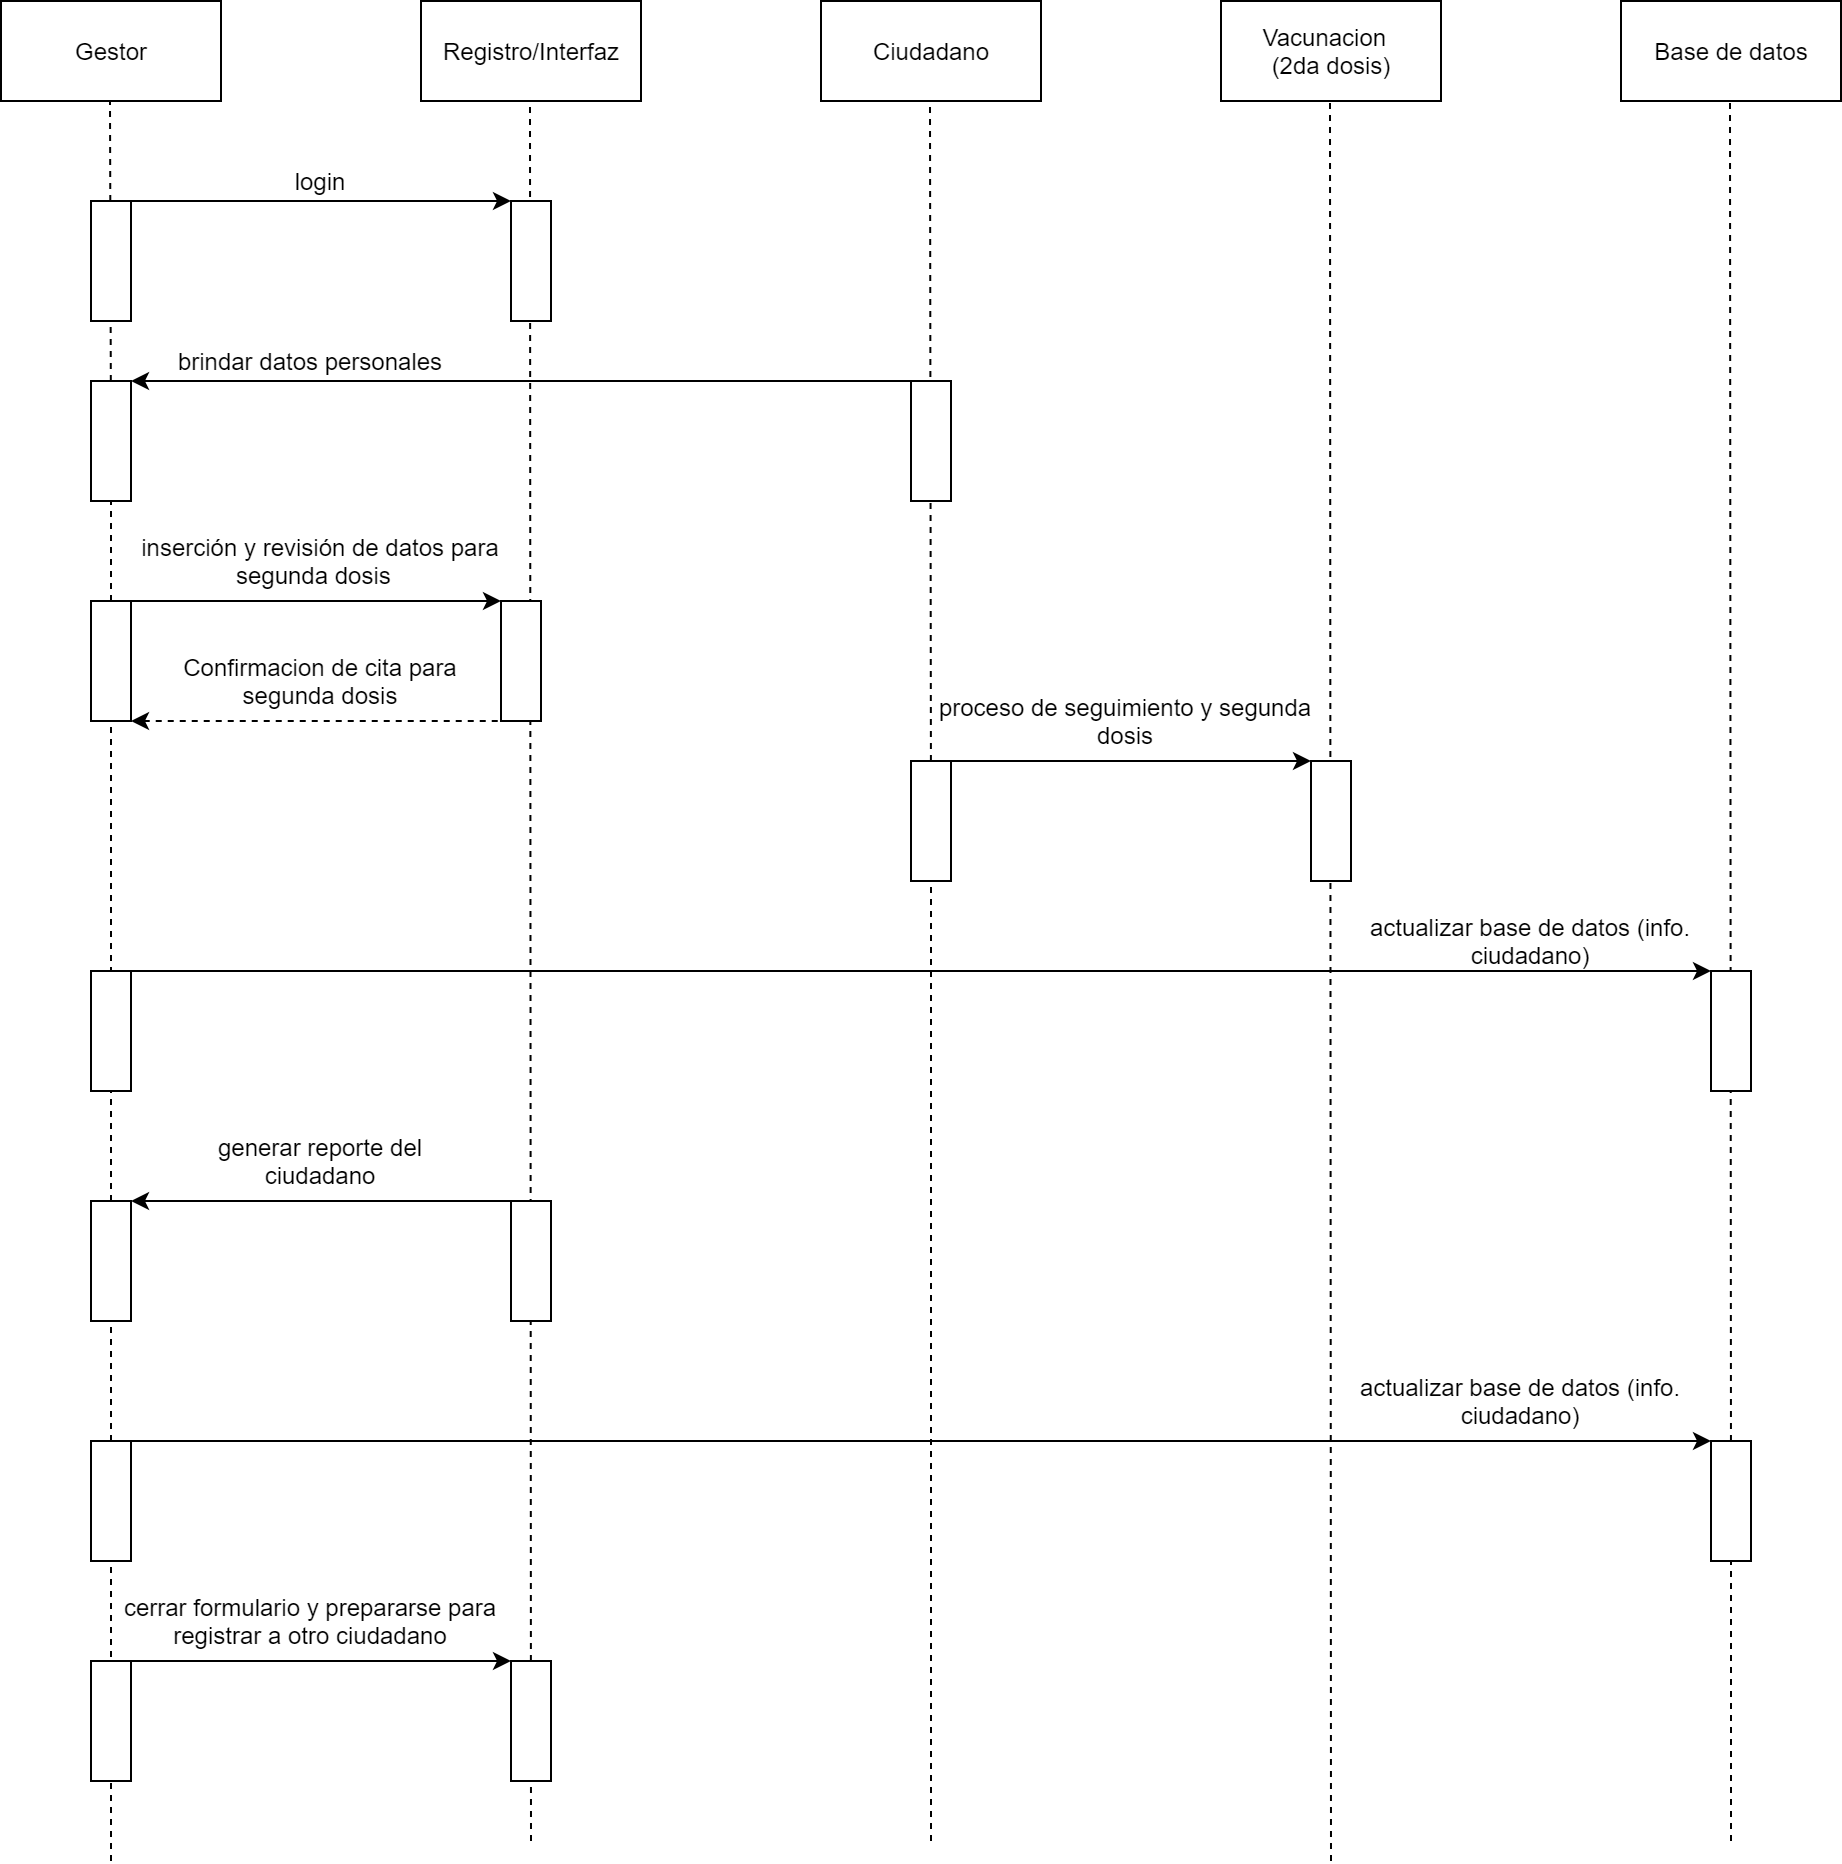 Gestor
Registro/Interfaz
Ciudadano
Vacunacion
(2da dosis)
Base de datos
login
brindar datos personales
inserción y revisión de datos para
segunda dosis
Confirmacion de cita para
segunda dosis
proceso de seguimiento y segunda
dosis
actualizar base de datos (info.
ciudadano)
generar reporte del
ciudadano
actualizar base de datos (info.
ciudadano)
cerrar formulario y prepararse para
registrar a otro ciudadano